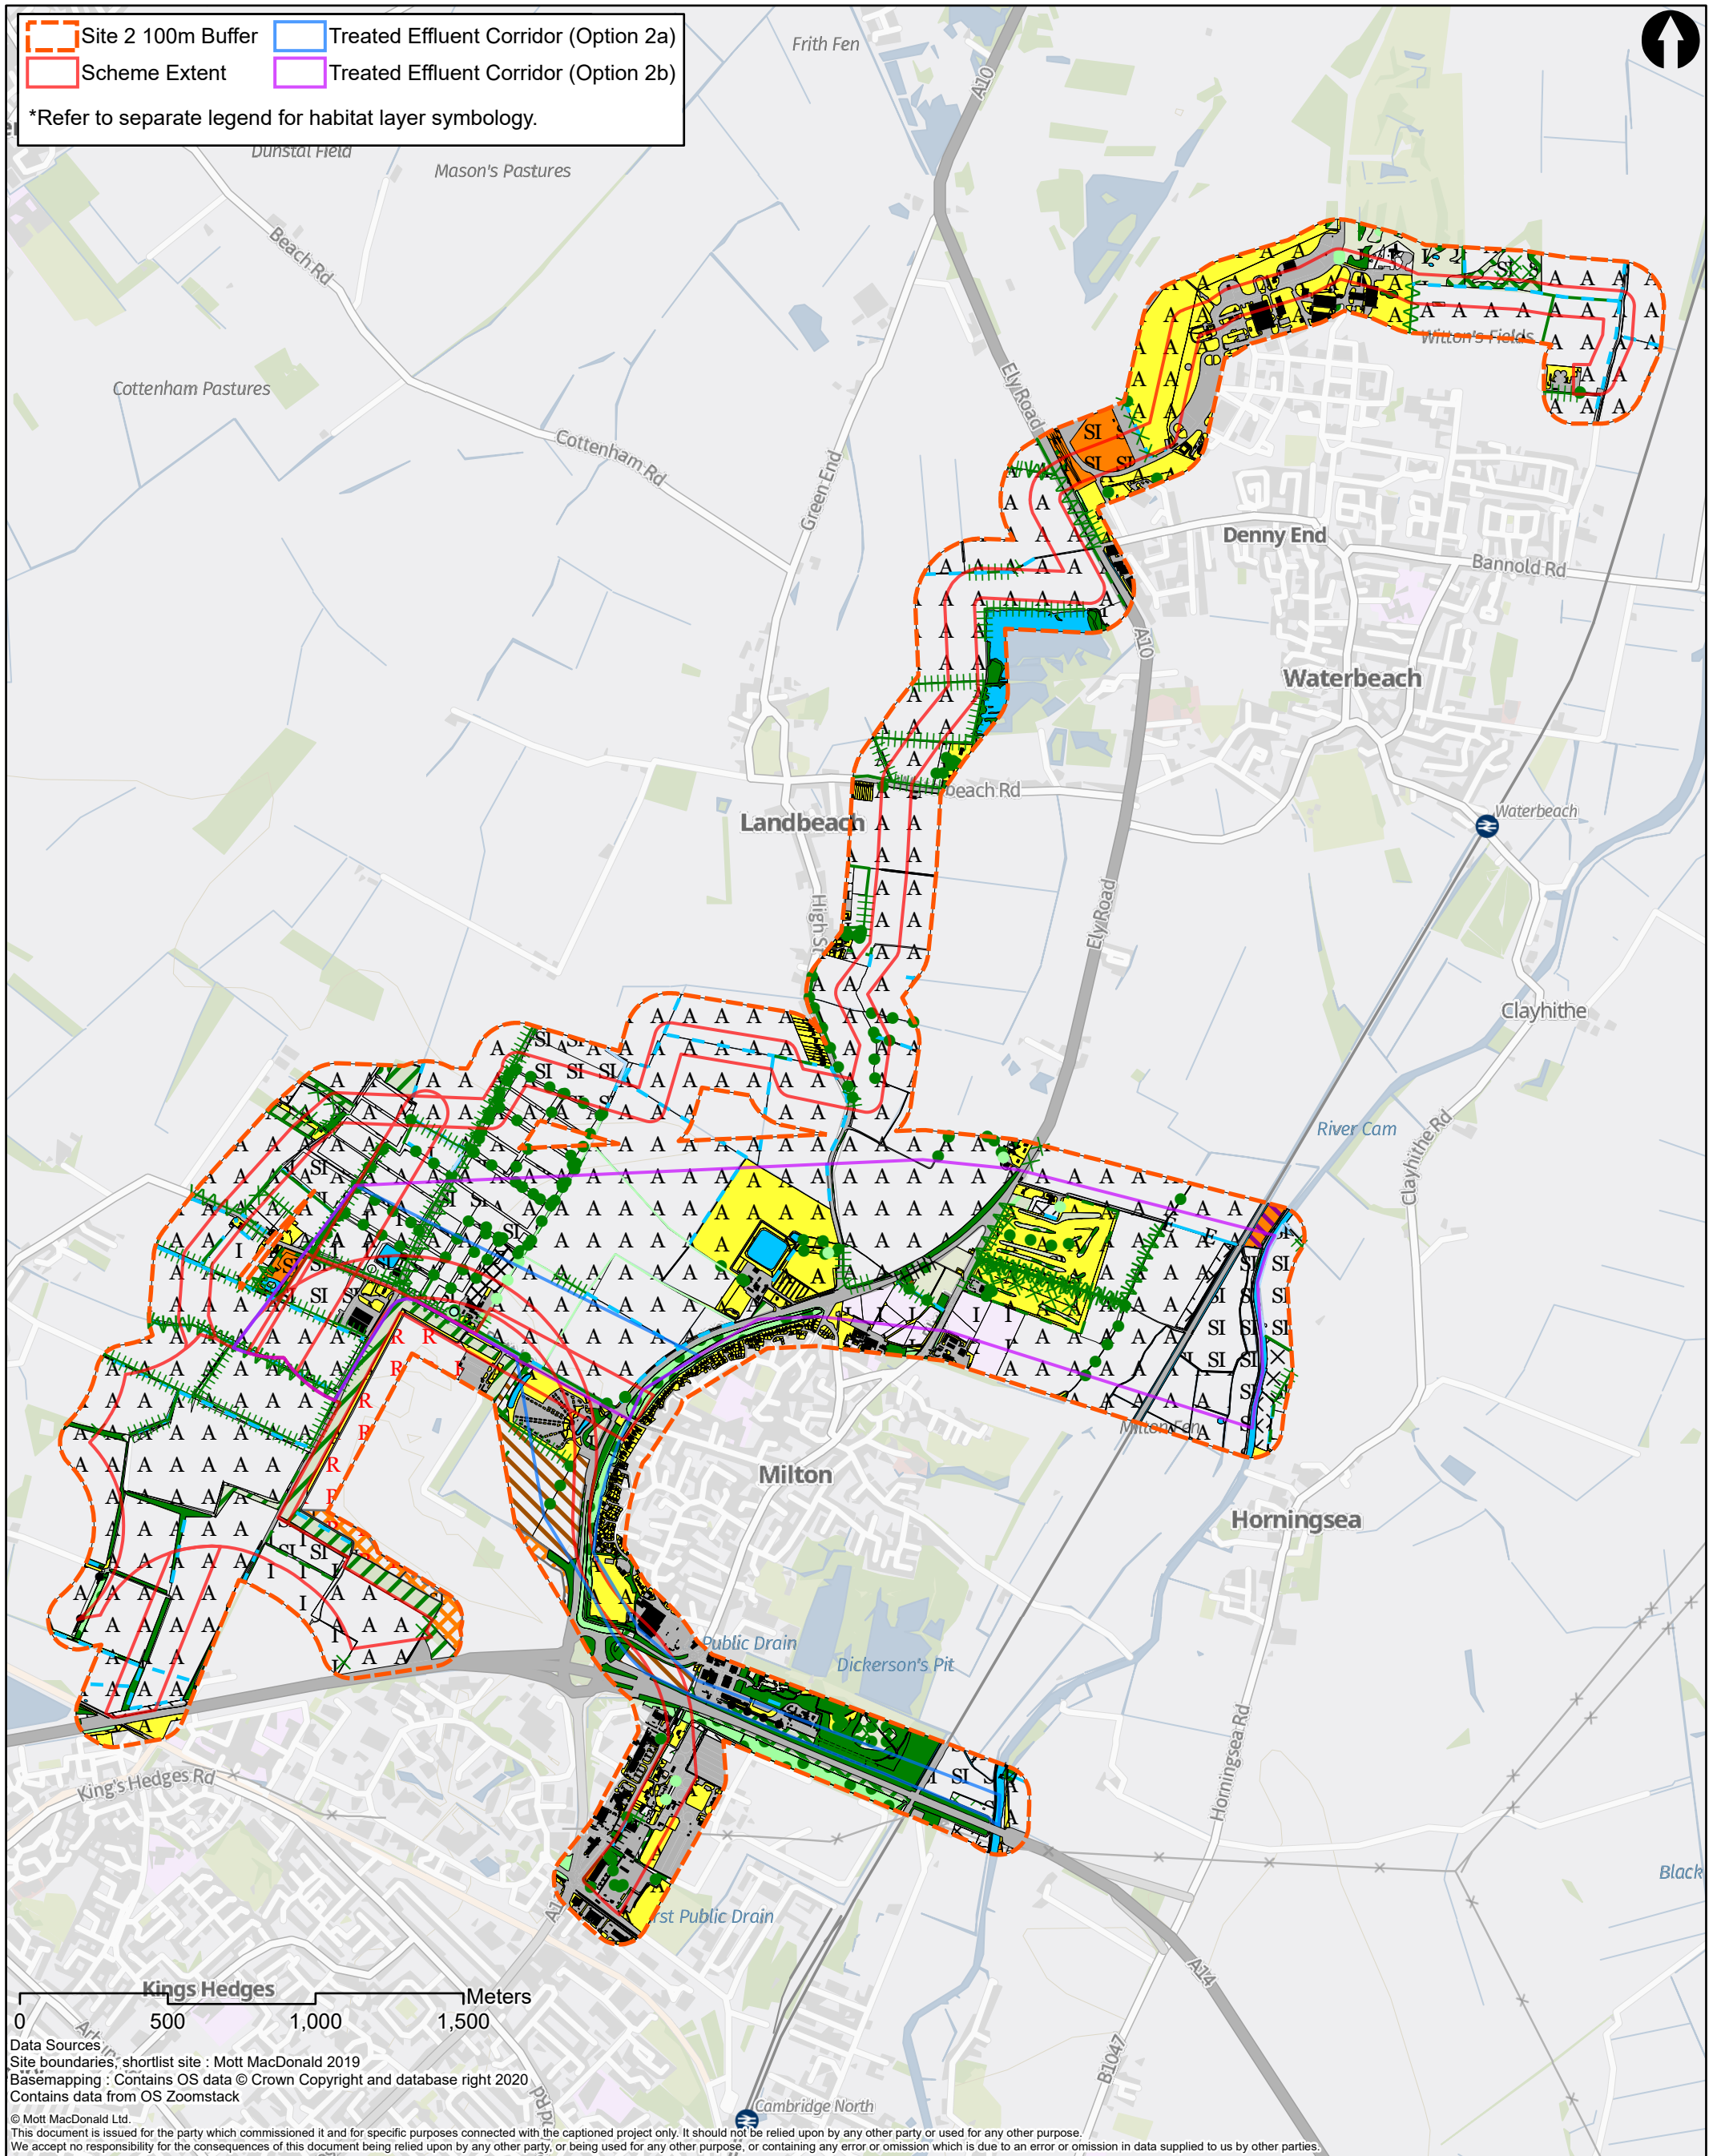 Site 2 100m Buffer
Treated Effluent Corridor (Option 2a)
Scheme Extent
Treated Effluent Corridor (Option 2b)
*Refer to separate legend for habitat layer symbology.
Frith Fen
A10
Dunstal Field
Mason's Pastures
Beach Rd
Cottenham Pastures
Witton's Fields
Ely Road
Cottenham Rd
Green End
Denny End
Bannold Rd
A10
Waterbeach
beach Rd
Waterbeach
Landbeach
High St
Ely Road
Clayhithe
River Cam
Clayhithe Rd
Milton Fen
Milton
Horningsea
Public Drain
Dickerson's Pit
King's Hedges Rd
Horningsea Rd
Black
rst Public Drain
A14
Kings Hedges
Meters
0 500 1,000 1,500
B1047
Cambridge North
Data Sources
Site boundaries, shortlist site : Mott MacDonald 2019
Basemapping : Contains OS data © Crown Copyright and database right 2020
Contains data from OS Zoomstack
© Mott MacDonald Ltd.
This document is issued for the party which commissioned it and for specific purposes connected with the captioned project only. It should not be relied upon by any other party or used for any other purpose.
We accept no responsibility for the consequences of this document being relied upon by any other party, or being used for any other purpose, or containing any error or omission which is due to an error or omission in data supplied to us by other parties.